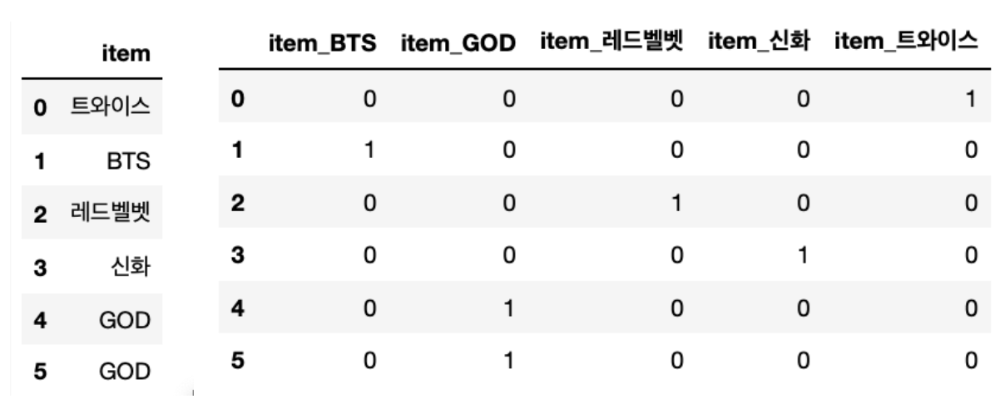 item
0 트와이스
1 BTS
2 레드벨벳
3 신화
4 GOD
5 GOD
item_BTS item_GOD item_레드벨벳 item_신화 item_트와이스
0 0 0 0 0 1
1 1 0 0 0 0
2 0 0 1 0 0
3 0 0 0 1 0
4 0 1 0 0 0
5 0 1 0 0 0